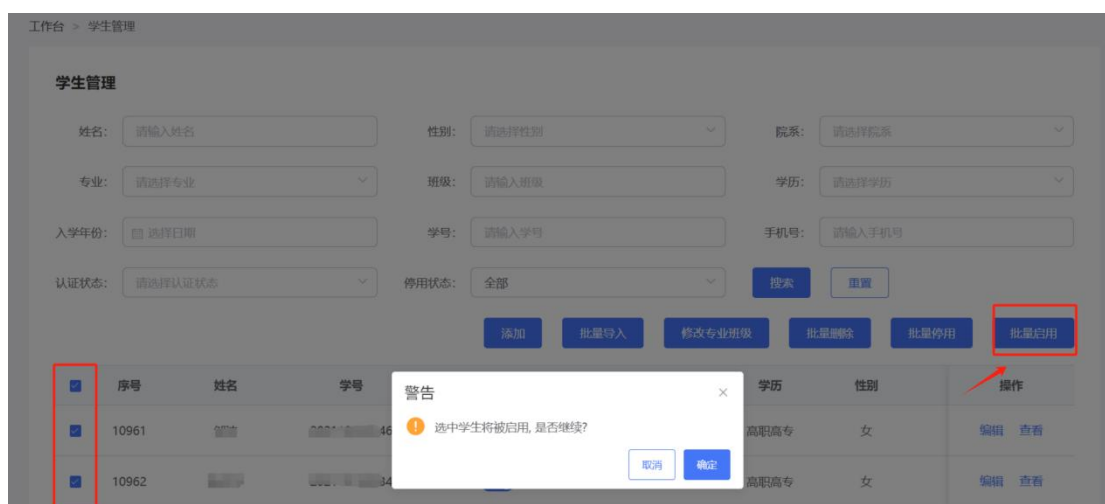 工作台 > 学生管理
学生管理
姓名: 请输入姓名 性别: 请选择性别 院系: 请选择院系
专业: 请选择专业 班级: 请输入班级 学历: 请选择学历
入学年份: 选择日期 学号: 请输入学号 手机号: 请输入手机号
认证状态: 请选择认证状态 停用状态: 全部 搜索 重置
添加 批量导入 修改专业班级 批量删除 批量停用 批量启用
序号 姓名 学号 学历 性别 操作
警告
10961 46 高职高专 女 编辑 查看
选中学生将被启用, 是否继续?
取消 确定
10962 34 高职高专 女 编辑 查看